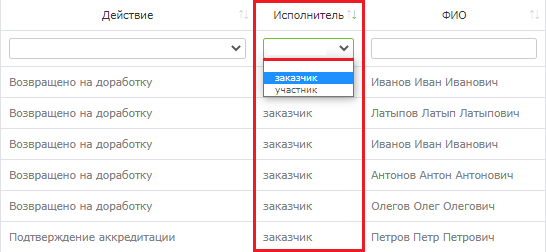 Действие Исполнитель ФИО
заказчик
участник
Возвращено на доработку Иванов Иван Иванович
Возвращено на доработку заказчик Латыпов Латып Латыпович
Возвращено на доработку заказчик Иванов Иван Иванович
Возвращено на доработку заказчик Антонов Антон Антонович
Возвращено на доработку заказчик Олегов Олег Олегович
Подтверждение аккредитации заказчик Петров Петр Петрович